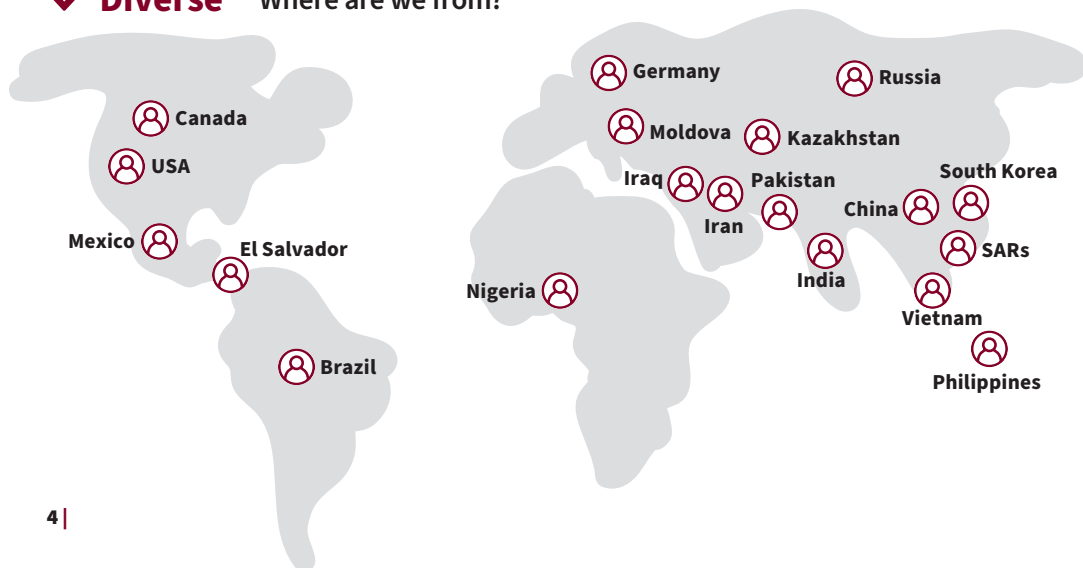 Diverse Where are we from?
Germany
Russia
Canada
Moldova
Kazakhstan
USA
South Korea
Iraq
Pakistan
China
Iran
Mexico
El Salvador
SARs
India
Nigeria
Vietnam
Brazil
Philippines
4 |